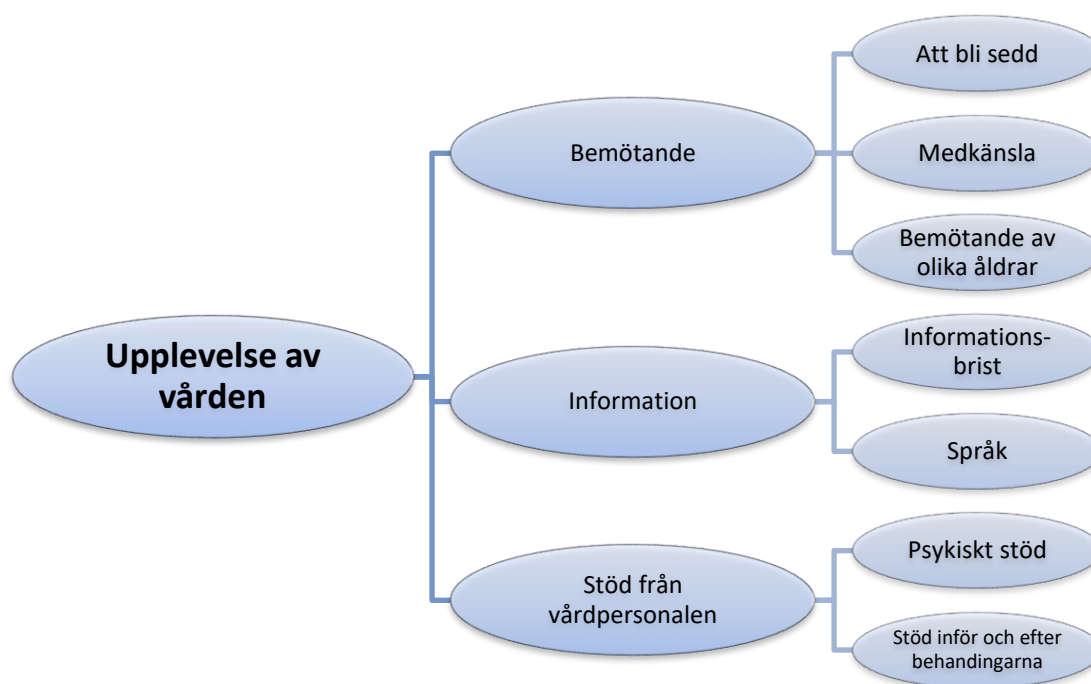 Upplevelse av
vården
Bemötande
Att bli sedd
Medkänsla
Bemötande av
olika åldrar
Information
Informations-
brist
Språk
Stöd från
vårdpersonalen
Psykiskt stöd
Stöd inför och efter
behandingarna